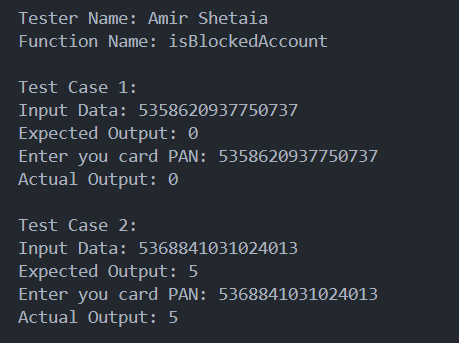 Tester Name: Amir Shetaia
Function Name: isBlockedAccount
Test Case 1:
Input Data: 5358620937750737
Expected Output: 0
Enter you card PAN: 5358620937750737
Actual Output: 0
Test Case 2:
Input Data: 5368841031024013
Expected Output: 5
Enter you card PAN: 5368841031024013
Actual Output: 5